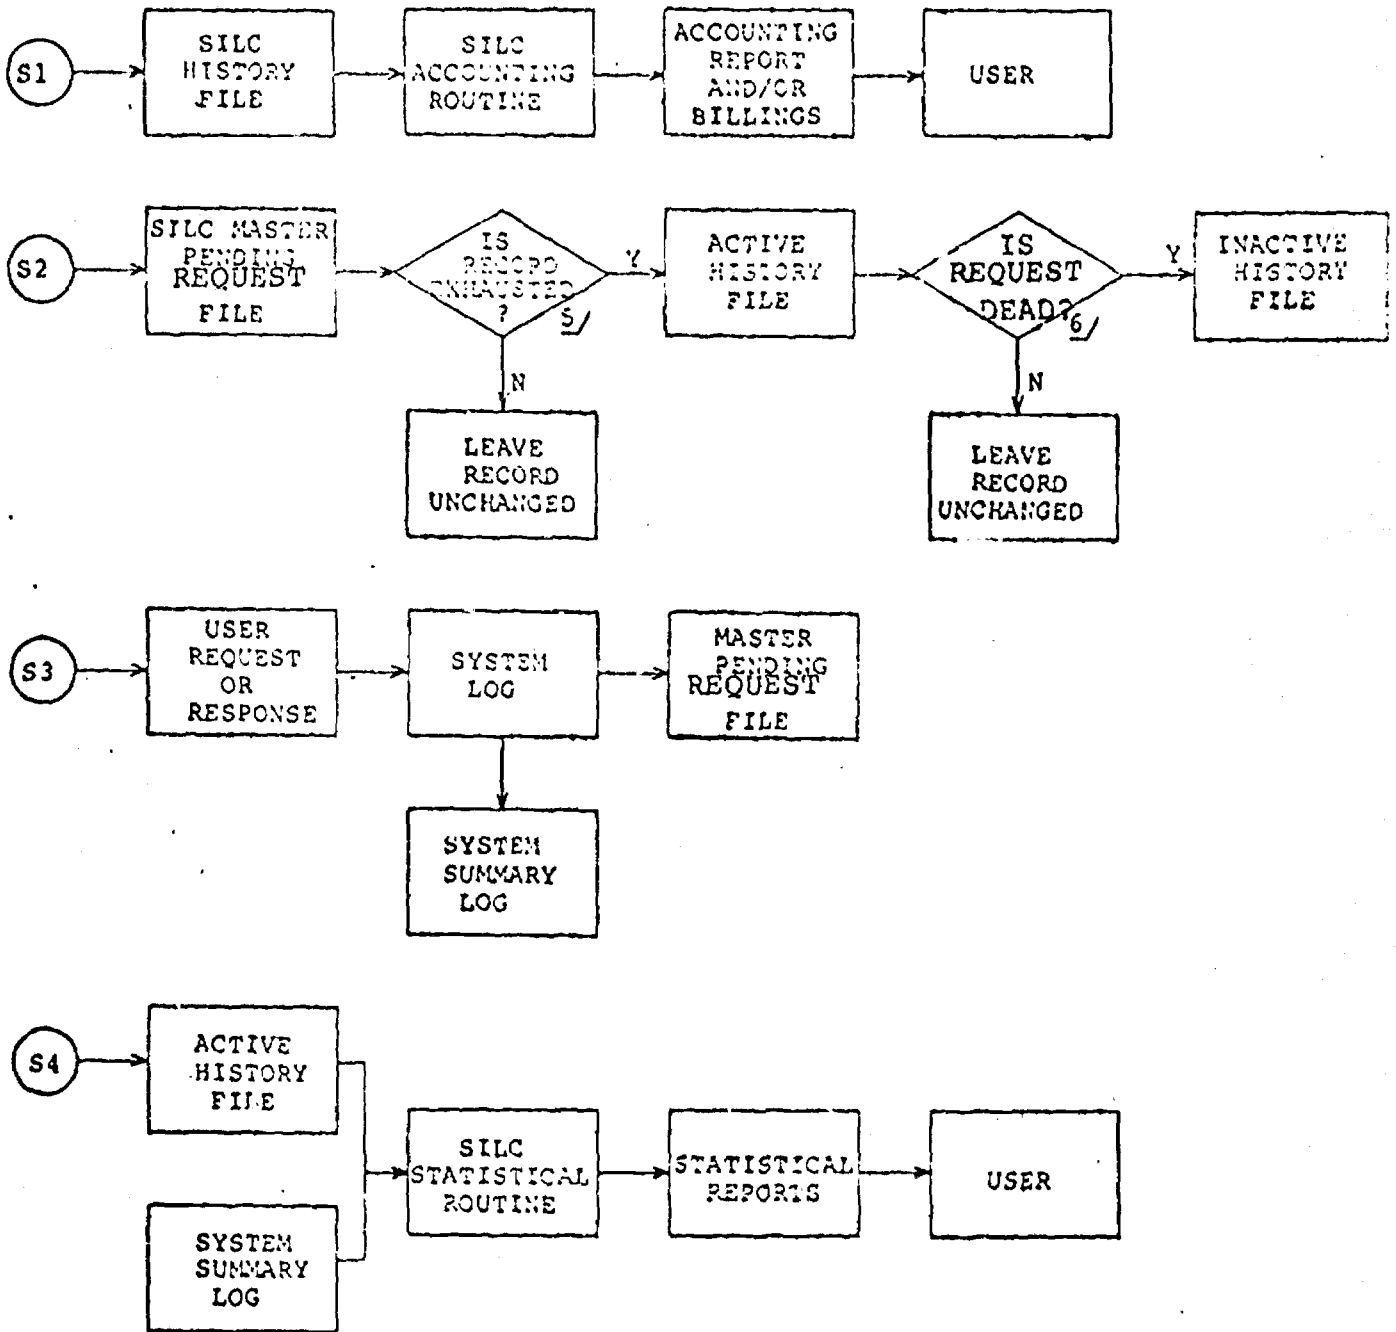 S1
SILC
HISTORY
FILE
SILC
ACCOUNTING
ROUTINE
ACCOUNTING
REPORT
AND/OR
BILLINGS
USER
S2
SILC MASTER
PENDING
REQUEST
FILE
IS
RECORD
EXHAUSTED
?
5/
Y
N
LEAVE
RECORD
UNCHANGED
ACTIVE
HISTORY
FILE
IS
REQUEST
DEAD?
6/
Y
N
LEAVE
RECORD
UNCHANGED
INACTIVE
HISTORY
FILE
S3
USER
REQUEST
OR
RESPONSE
SYSTEM
LOG
MASTER
PENDING
REQUEST
FILE
SYSTEM
SUMMARY
LOG
S4
ACTIVE
HISTORY
FILE
SYSTEM
SUMMARY
LOG
SILC
STATISTICAL
ROUTINE
STATISTICAL
REPORTS
USER